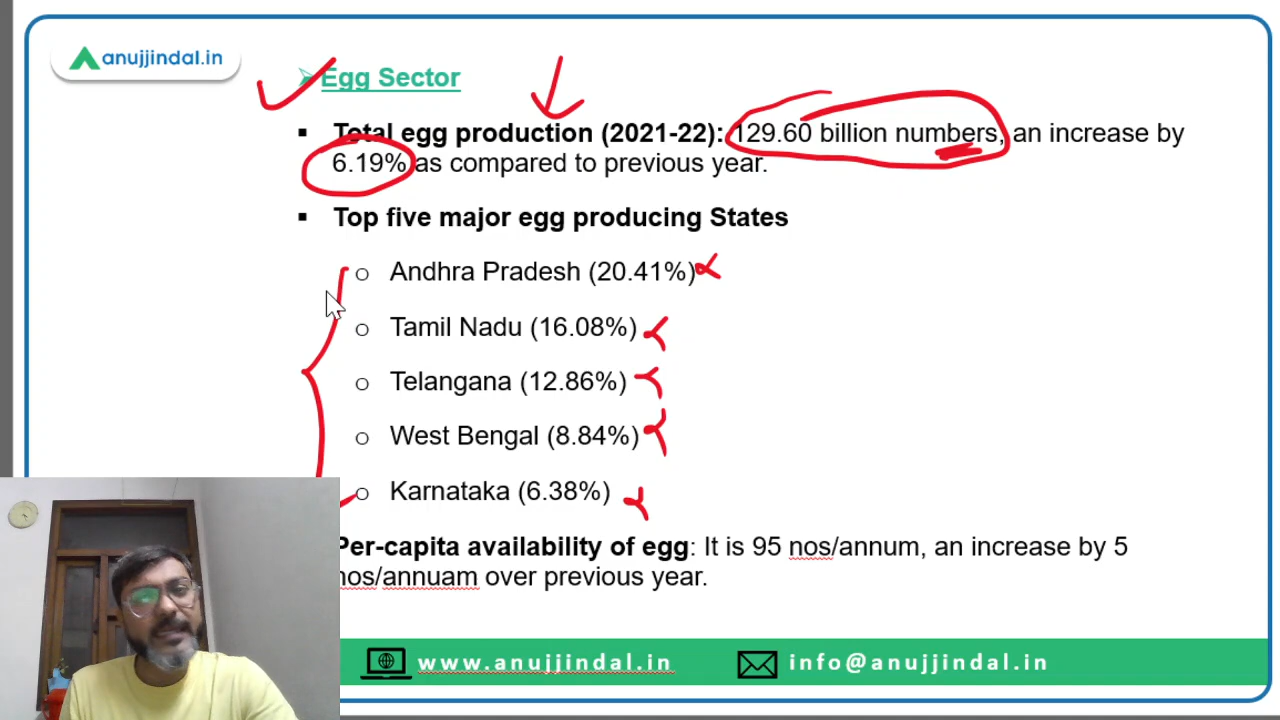 anujjindal.in
Egg Sector
Total egg production (2021-22): 129.60 billion numbers, an increase by
6.19% as compared to previous year.
Top five major egg producing States
Andhra Pradesh (20.41%)
Tamil Nadu (16.08%)
Telangana (12.86%)
West Bengal (8.84%)
Karnataka (6.38%)
Per-capita availability of egg: It is 95 nos/annum, an increase by 5
nos/annuam over previous year.
www.anujjindal.in info@anujjindal.in